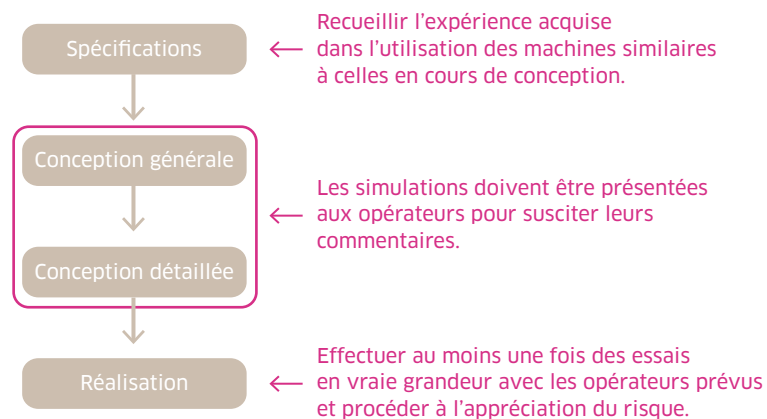 Spécifications
Recueillir l’expérience acquise
dans l’utilisation des machines similaires
à celles en cours de conception.
Conception générale
Les simulations doivent être présentées
aux opérateurs pour susciter leurs
commentaires.
Conception détaillée
Réalisation
Effectuer au moins une fois des essais
en vraie grandeur avec les opérateurs prévus
et procéder à l’appréciation du risque.